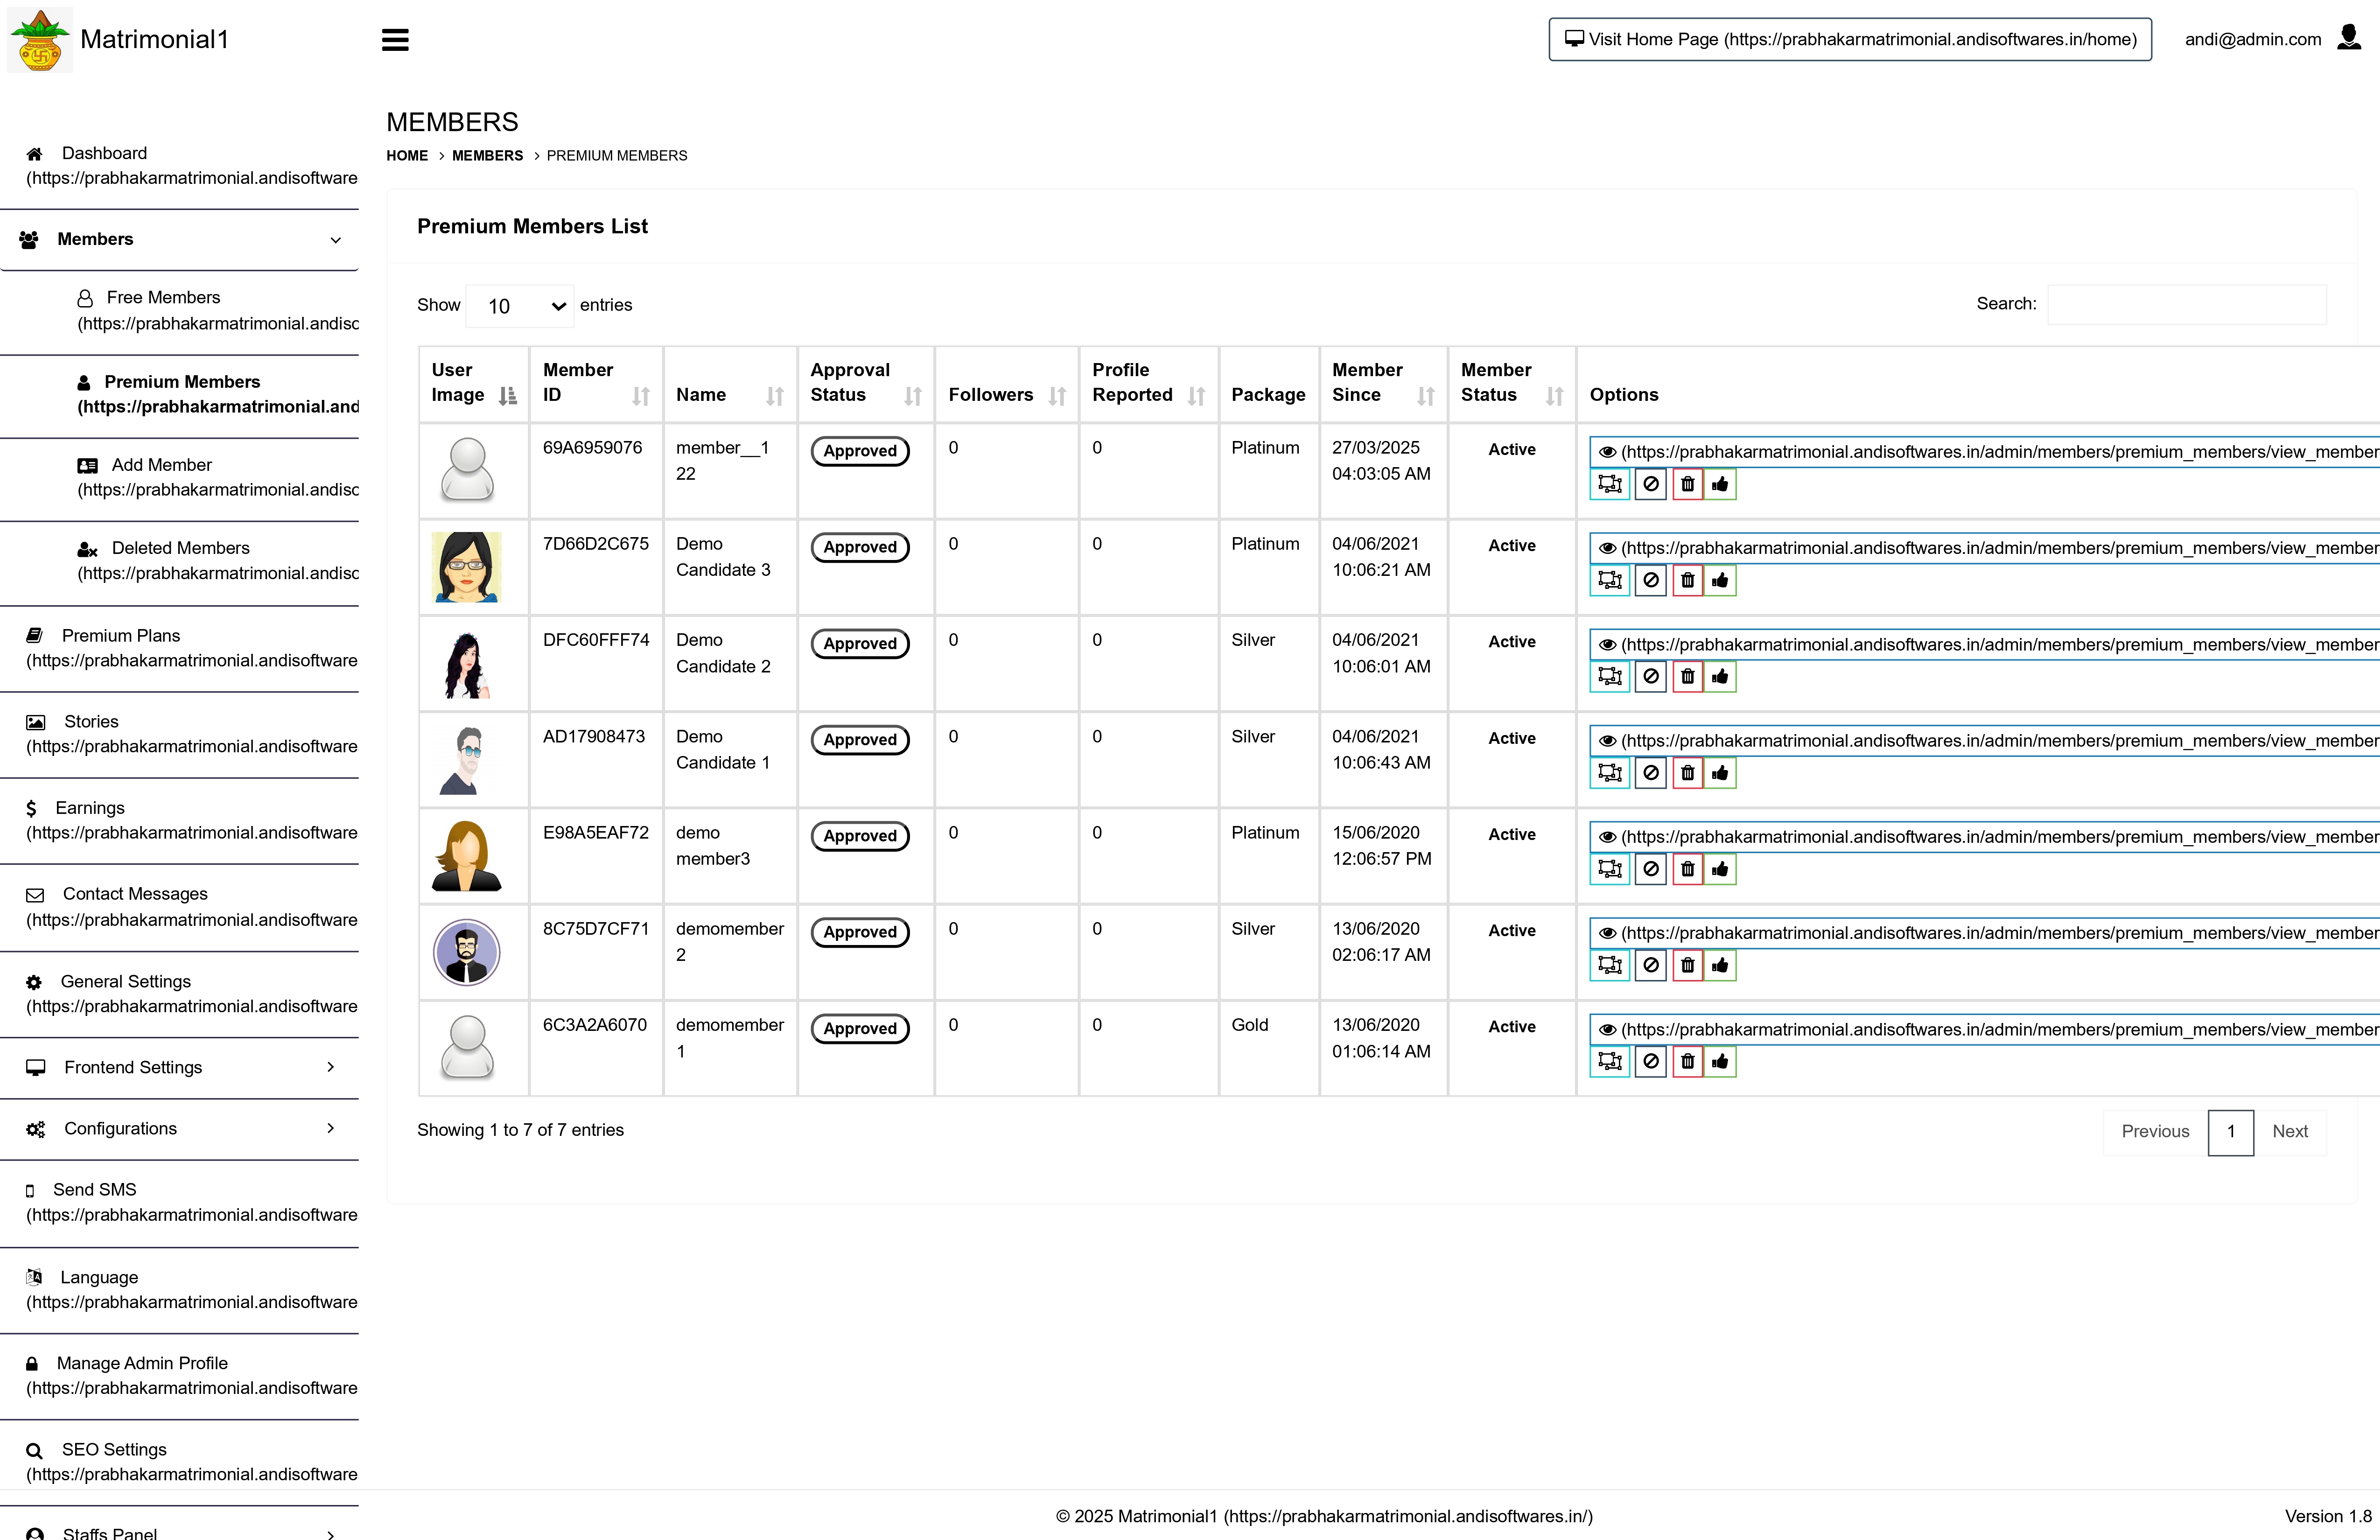 Matrimonial1
Visit Home Page (https://prabhakarmatrimonial.andisoftwares.in/home)
andi@admin.com
Dashboard
(https://prabhakarmatrimonial.andisoftware
Members
Free Members
(https://prabhakarmatrimonial.andisc
Premium Members
(https://prabhakarmatrimonial.and
Add Member
(https://prabhakarmatrimonial.andisc
Deleted Members
(https://prabhakarmatrimonial.andisc
Premium Plans
(https://prabhakarmatrimonial.andisoftware
Stories
(https://prabhakarmatrimonial.andisoftware
Earnings
(https://prabhakarmatrimonial.andisoftware
Contact Messages
(https://prabhakarmatrimonial.andisoftware
General Settings
(https://prabhakarmatrimonial.andisoftware
Frontend Settings
Configurations
Send SMS
(https://prabhakarmatrimonial.andisoftware
Language
(https://prabhakarmatrimonial.andisoftware
Manage Admin Profile
(https://prabhakarmatrimonial.andisoftware
SEO Settings
(https://prabhakarmatrimonial.andisoftware
Staffs Panel
MEMBERS
HOME > MEMBERS > PREMIUM MEMBERS
Premium Members List
Show 10 entries
Search:
User Image Member ID Name Approval Status Followers Profile Reported Package Member Since Member Status Options
69A6959076 member__1 Approved 0 0 Platinum 27/03/2025 Active (https://prabhakarmatrimonial.andisoftwares.in/admin/members/premium_members/view_member
22 04:03:05 AM
7D66D2C675 Demo Approved 0 0 Platinum 04/06/2021 Active (https://prabhakarmatrimonial.andisoftwares.in/admin/members/premium_members/view_member
Candidate 3 10:06:21 AM
DFC60FFF74 Demo Approved 0 0 Silver 04/06/2021 Active (https://prabhakarmatrimonial.andisoftwares.in/admin/members/premium_members/view_member
Candidate 2 10:06:01 AM
AD17908473 Demo Approved 0 0 Silver 04/06/2021 Active (https://prabhakarmatrimonial.andisoftwares.in/admin/members/premium_members/view_member
Candidate 1 10:06:43 AM
E98A5EAF72 demo Approved 0 0 Platinum 15/06/2020 Active (https://prabhakarmatrimonial.andisoftwares.in/admin/members/premium_members/view_member
member3 12:06:57 PM
8C75D7CF71 demomember Approved 0 0 Silver 13/06/2020 Active (https://prabhakarmatrimonial.andisoftwares.in/admin/members/premium_members/view_member
2 02:06:17 AM
6C3A2A6070 demomember Approved 0 0 Gold 13/06/2020 Active (https://prabhakarmatrimonial.andisoftwares.in/admin/members/premium_members/view_member
1 01:06:14 AM
Showing 1 to 7 of 7 entries
Previous 1 Next
© 2025 Matrimonial1 (https://prabhakarmatrimonial.andisoftwares.in/)
Version 1.8